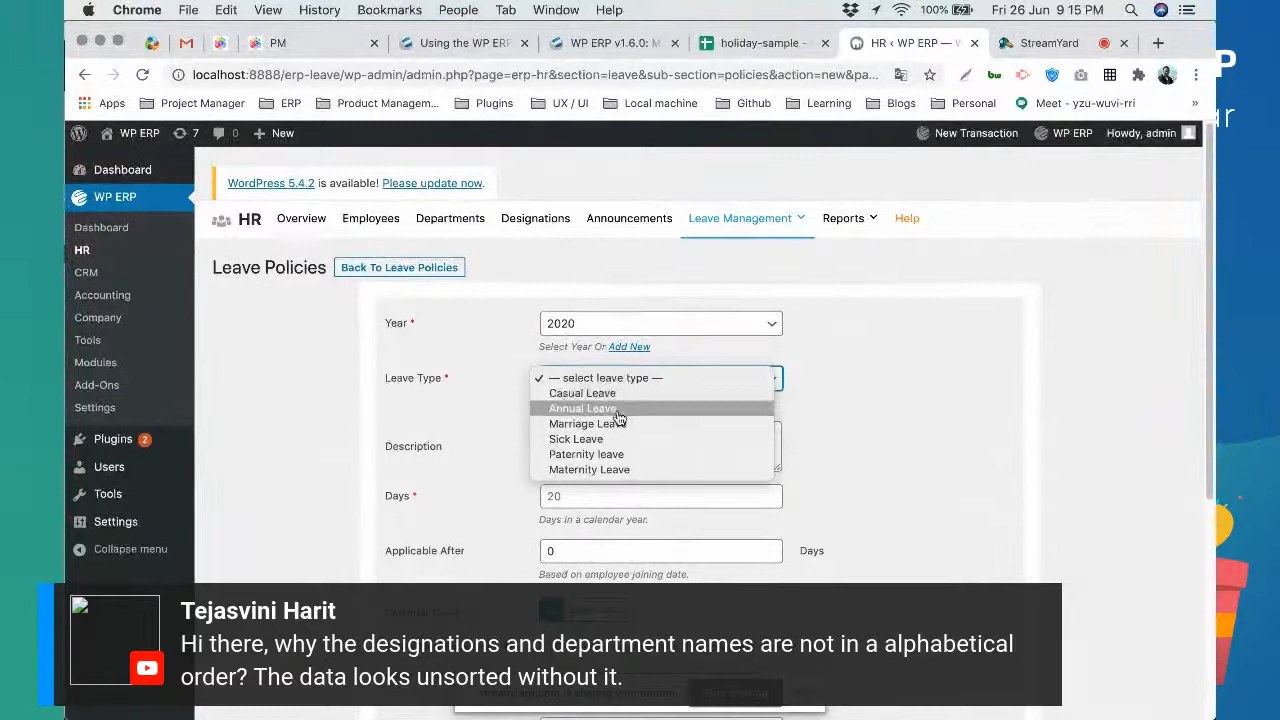 Chrome File Edit View History Bookmarks People Tab Window Help 100% Fri 26 Jun 9:15 PM
PM Using the WP ERP WP ERP v1.6.0: M holiday-sample - HR ‹ WP ERP — W StreamYard
localhost:8888/erp-leave/wp-admin/admin.php?page=erp-hr&section=leave&sub-section=policies&action=new&pa...
Apps Project Manager ERP Product Managem... Plugins UX / UI Local machine Github Learning Blogs Personal Meet - yzu-wuvi-rri »
WP ERP 7 0 New New Transaction WP ERP Howdy, admin
Dashboard
WP ERP
Dashboard
HR
CRM
Accounting
Company
Tools
Modules
Add-Ons
Settings
Plugins 2
Users
Tools
Settings
Collapse menu
WordPress 5.4.2 is available! Please update now.
HR Overview Employees Departments Designations Announcements Leave Management Reports Help
Leave Policies Back To Leave Policies
Year * 2020
Select Year Or Add New
Leave Type * — select leave type —
Casual Leave
Annual Leave
Marriage Leave
Sick Leave
Paternity leave
Maternity Leave
Description
Days * 20
Days in a calendar year.
Applicable After 0 Days
Based on employee joining date.
Tejasvini Harit
Hi there, why the designations and department names are not in a alphabetical
order? The data looks unsorted without it.